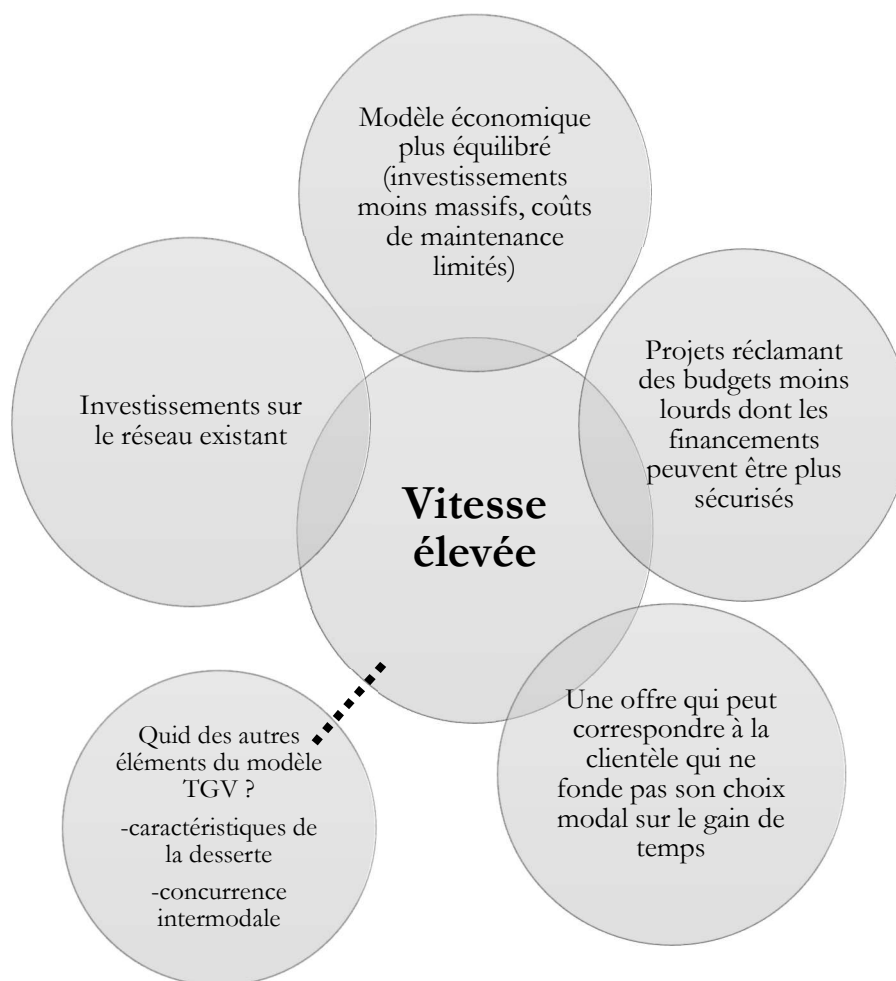 Modèle économique
plus équilibré
(investissements
moins massifs, coûts
de maintenance
limités)
Projets réclamant
des budgets moins
lourds dont les
financements
peuvent être plus
sécurisés
Investissements sur
le réseau existant
Vitesse
élevée
Une offre qui peut
correspondre à la
clientèle qui ne
fonde pas son choix
modal sur le gain de
temps
Quid des autres
éléments du modèle
TGV ?
-caractéristiques de
la desserte
-concurrence
intermodale